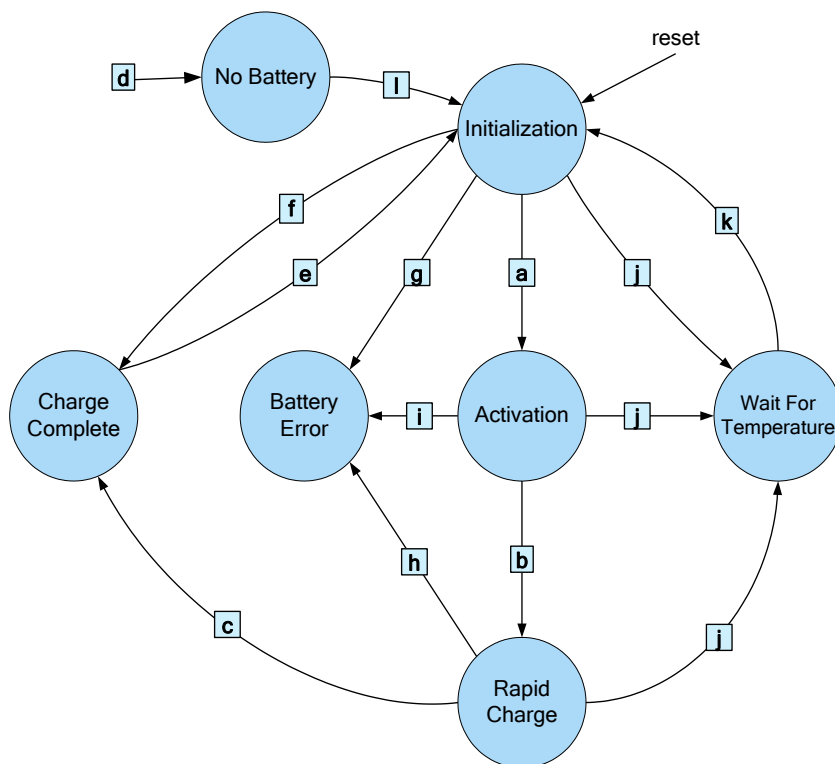 reset
d
No Battery
l
Initialization
f
k
e
g
a
j
Charge
Complete
Battery
Error
i
Activation
j
Wait For
Temperature
h
b
c
j
Rapid
Charge